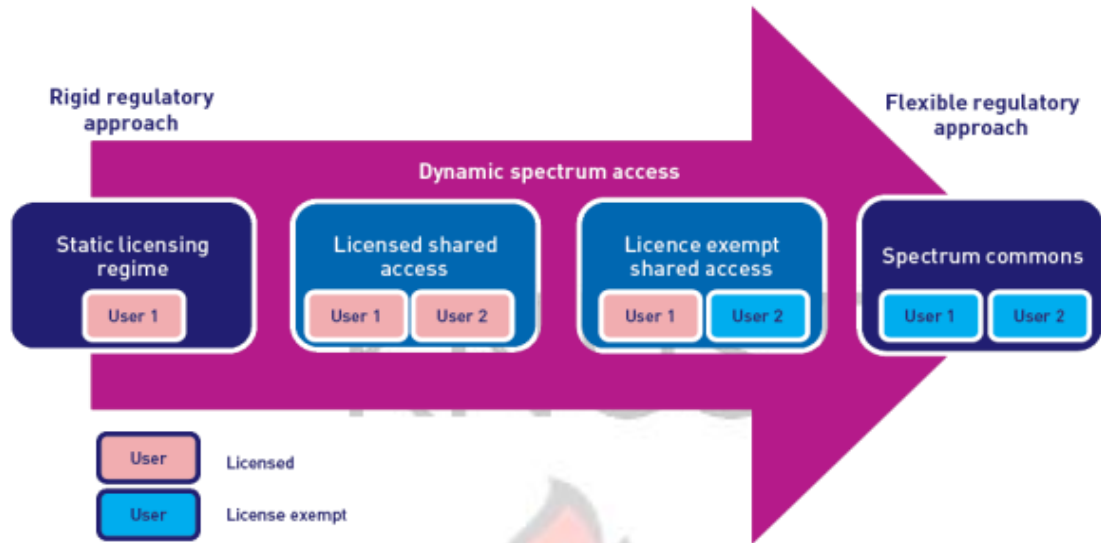 Rigid regulatory
approach
Flexible regulatory
approach
Dynamic spectrum access
Static licensing
regime
User 1
Licensed shared
access
User 1 User 2
Licence exempt
shared access
User 1 User 2
Spectrum commons
User 1 User 2
User Licensed
User License exempt